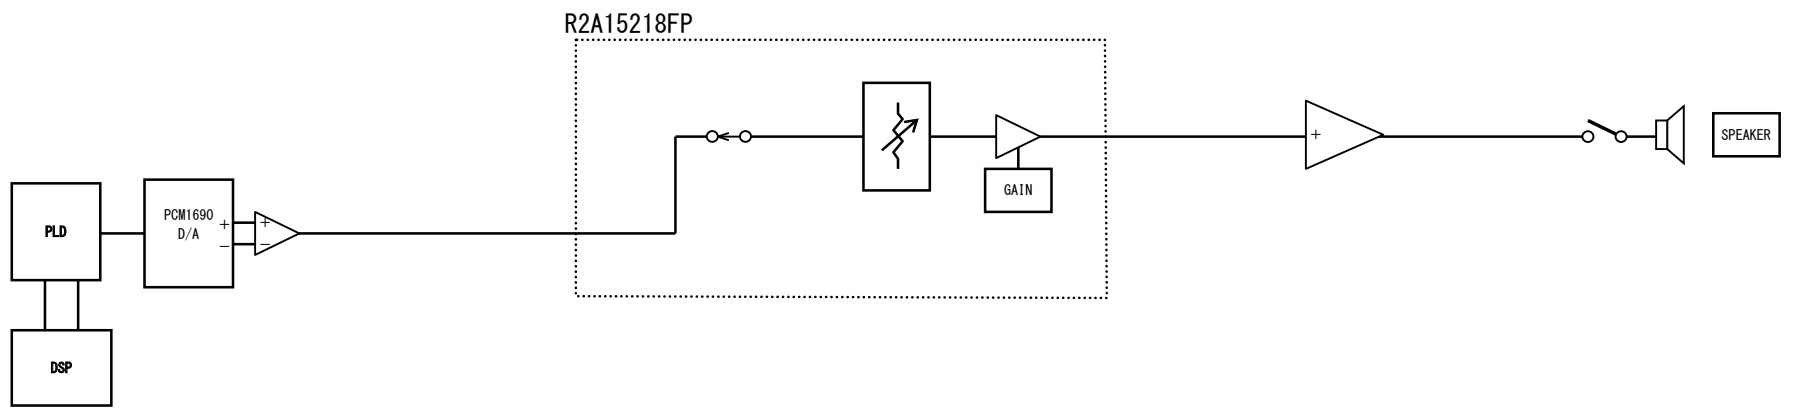 R2A15218FP
SPEAKER
+
GAIN
PCM1690
D/A
+
−
+
−
PLD
DSP